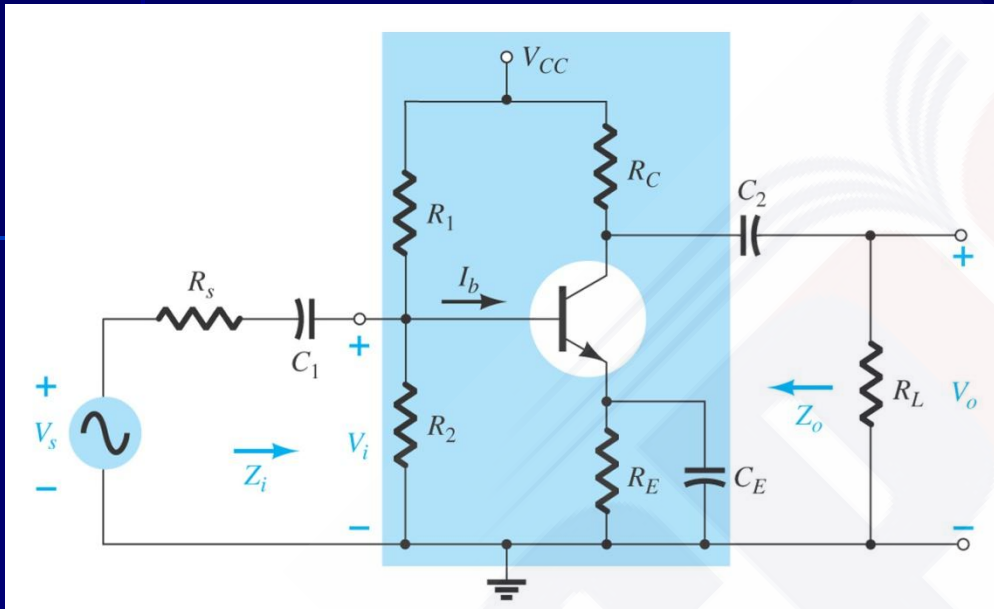 V_CC
R_C
C_2
R_1
+
R_s
I_b
C_1
+
+
V_s
R_2
Z_o
R_L
V_o
Z_i
V_i
R_E
C_E
−
−
−